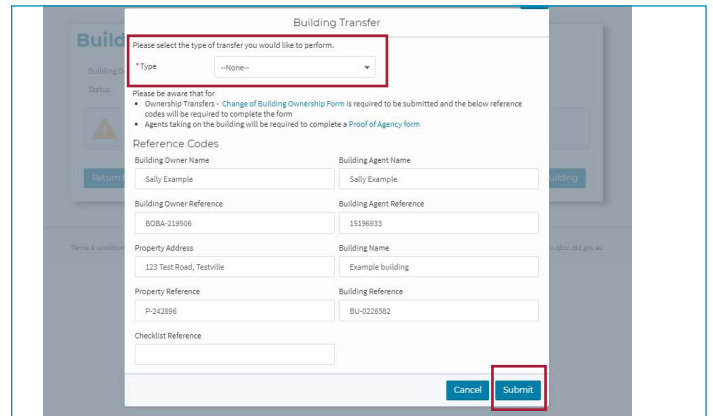 Building Transfer
Build
Please select the type of transfer you would like to perform.
* Type --None--
Building
Status
Please be aware that for
• Ownership Transfers - Change of Building Ownership Form is required to be submitted and the below reference
codes will be required to complete the form
• Agents taking on the building will be required to complete a Proof of Agency form
Reference Codes
Building Owner Name Building Agent Name
Sally Example Sally Example
Return uilding
Building Owner Reference Building Agent Reference
BOBA-219506 15196933
Property Address Building Name
Terms & condition
123 Test Road, Testville Example building
Property Reference Building Reference
P-242896 BU-0226582
Checklist Reference
Cancel Submit